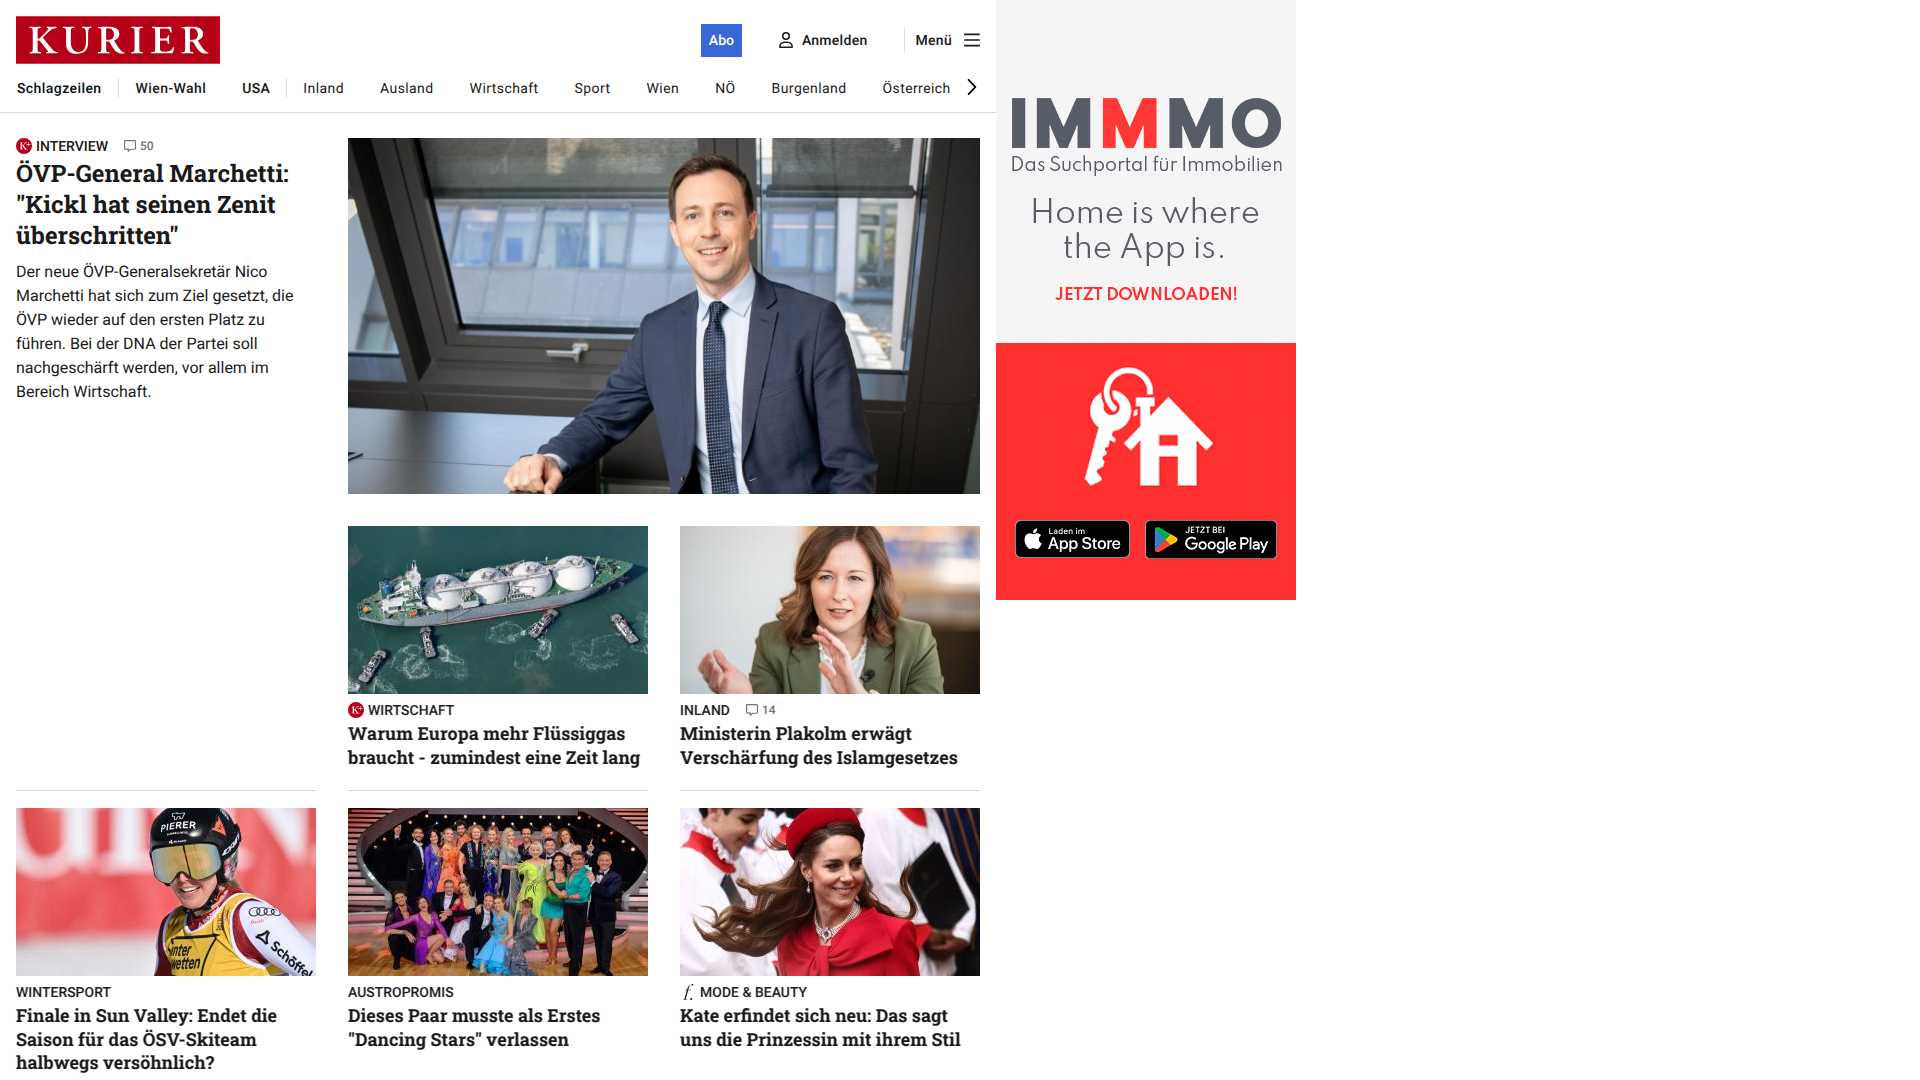 KURIER
Abo
Anmelden
Menü
Schlagzeilen
Wien-Wahl
USA
Inland
Ausland
Wirtschaft
Sport
Wien
NÖ
Burgenland
Österreich
K+ INTERVIEW 50
ÖVP-General Marchetti:
"Kickl hat seinen Zenit
überschritten"
Der neue ÖVP-Generalsekretär Nico
Marchetti hat sich zum Ziel gesetzt, die
ÖVP wieder auf den ersten Platz zu
führen. Bei der DNA der Partei soll
nachgeschärft werden, vor allem im
Bereich Wirtschaft.
K+ WIRTSCHAFT
Warum Europa mehr Flüssiggas
braucht - zumindest eine Zeit lang
INLAND 14
Ministerin Plakolm erwägt
Verschärfung des Islamgesetzes
PIERER
Audi
Schöffel
inter
wetten
WINTERSPORT
Finale in Sun Valley: Endet die
Saison für das ÖSV-Skiteam
halbwegs versöhnlich?
AUSTROPROMIS
Dieses Paar musste als Erstes
"Dancing Stars" verlassen
f. MODE & BEAUTY
Kate erfindet sich neu: Das sagt
uns die Prinzessin mit ihrem Stil
IMMMO
Das Suchportal für Immobilien
Home is where
the App is.
JETZT DOWNLOADEN!
Laden im
App Store
JETZT BEI
Google Play